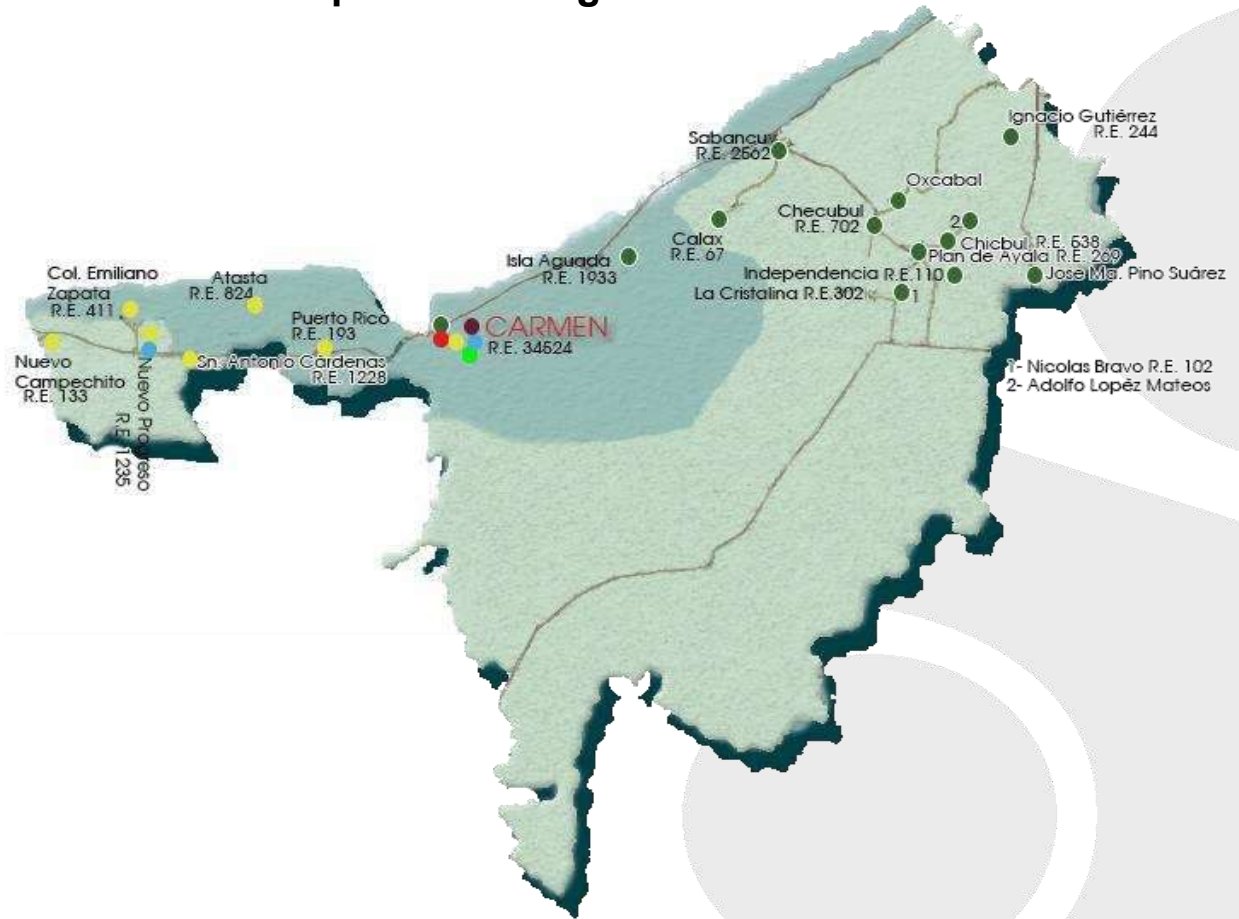 Ignacio Gutiérrez
R.E. 244
Sabancuy
R.E. 2562
Oxcabal
Checubul
R.E. 702
2
Calax
R.E. 67
Chicbul R.E. 538
Plan de Ayala R.E. 269
Isla Aguada
R.E. 1933
Independencia R.E.110
Jose Ma. Pino Suárez
La Cristalina R.E.302
1
Col. Emiliano
Zapata
R.E. 411
Atasta
R.E. 824
Puerto Rico
R.E. 193
CARMEN
R.E. 34524
Nuevo
Campechito
R.E. 133
Sn. Antonio Cárdenas
R.E. 1228
Nuevo Progreso
R.E. 1235
1- Nicolas Bravo R.E. 102
2- Adolfo Lopéz Mateos